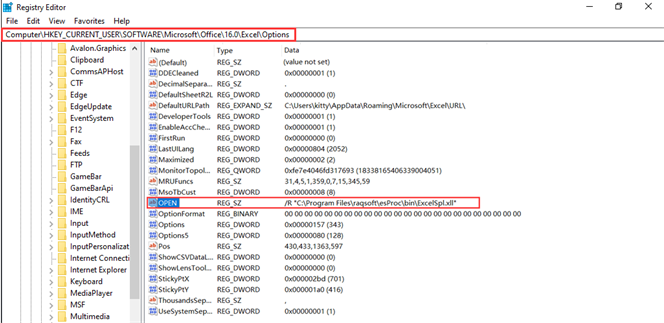 Registry Editor
File Edit View Favorites Help
Computer\HKEY_CURRENT_USER\SOFTWARE\Microsoft\Office\16.0\Excel\Options
Avalon.Graphics
Clipboard
CommsAPHost
CTF
Edge
EdgeUpdate
EventSystem
F12
Fax
Feeds
FTP
GameBar
GameBarApi
IdentityCRL
IME
Input
InputMethod
InputPersonalizat
Internet Connecti
Internet Explorer
Keyboard
MediaPlayer
MSF
Multimedia
Name Type Data
(Default) REG_SZ (value not set)
DDECleaned REG_DWORD 0x00000001 (1)
DecimalSepara... REG_SZ .
DefaultSheetR2L REG_DWORD 0x00000000 (0)
DefaultURLPath REG_EXPAND_SZ C:\Users\kitty\AppData\Roaming\Microsoft\Excel\URL\
DeveloperTools REG_DWORD 0x00000001 (1)
EnableAccChe... REG_DWORD 0x00000001 (1)
FirstRun REG_DWORD 0x00000000 (0)
LastUILang REG_DWORD 0x00000804 (2052)
Maximized REG_DWORD 0x00000002 (2)
MonitorTopol... REG_QWORD 0xfe7e4046fd317693 (18338165406339004051)
MRUFuncs REG_SZ 31,4,5,1,359,0,7,15,345,59
MsoTbCust REG_DWORD 0x00000008 (8)
OPEN REG_SZ /R "C:\Program Files\raqsoft\esProc\bin\ExcelSpl.xll"
OptionFormat REG_BINARY 00 00 00 00 00 00 00 00 00 00 00 00 00 00 00 00 00 00 00 00 00 00
Options REG_DWORD 0x00000157 (343)
Options5 REG_DWORD 0x00000080 (128)
Pos REG_SZ 430,433,1363,597
ShowCSVDataL... REG_DWORD 0x00000000 (0)
ShowLensTool... REG_DWORD 0x00000000 (0)
StickyPtX REG_DWORD 0x000002bd (701)
StickyPtY REG_DWORD 0x000001a0 (416)
ThousandsSep... REG_SZ ,
UseSystemSep... REG_DWORD 0x00000001 (1)